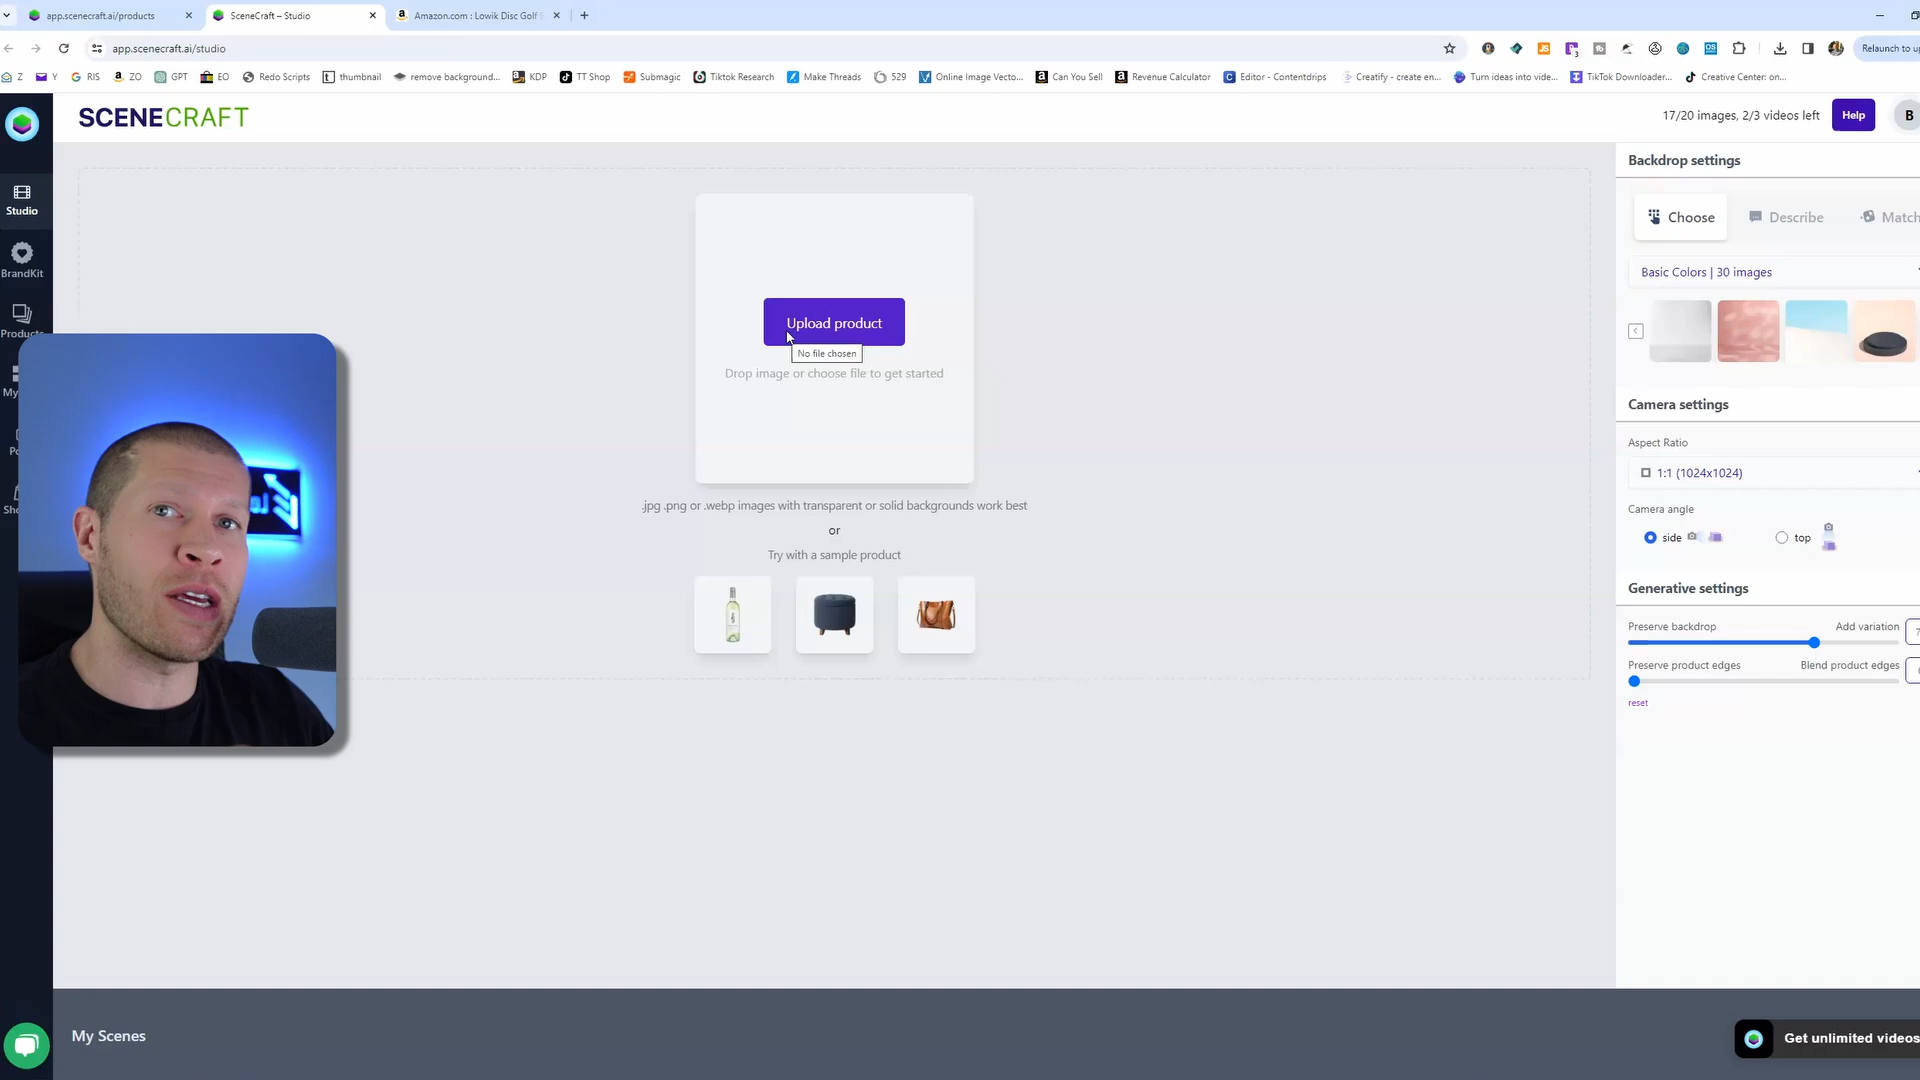 app.scenecraft.ai/products
SceneCraft – Studio
Amazon.com : Lowik Disc Golf
app.scenecraft.ai/studio
Relaunch to u
Z
Y
RIS
ZO
GPT
EO
Redo Scripts
thumbnail
remove background...
KDP
TT Shop
Submagic
Tiktok Research
Make Threads
529
Online Image Vecto...
Can You Sell
Revenue Calculator
Editor - Contentdrips
Creatify - create en...
Turn ideas into vide...
TikTok Downloader...
Creative Center: on...
SCENECRAFT
17/20 images, 2/3 videos left
Help
B
Studio
BrandKit
Products
My
Po
Sh
Upload product
No file chosen
Drop image or choose file to get started
.jpg .png or .webp images with transparent or solid backgrounds work best
or
Try with a sample product
Backdrop settings
Choose
Describe
Match
Basic Colors | 30 images
Camera settings
Aspect Ratio
1:1 (1024x1024)
Camera angle
side
top
Generative settings
Preserve backdrop
Add variation
Preserve product edges
Blend product edges
reset
My Scenes
Get unlimited videos